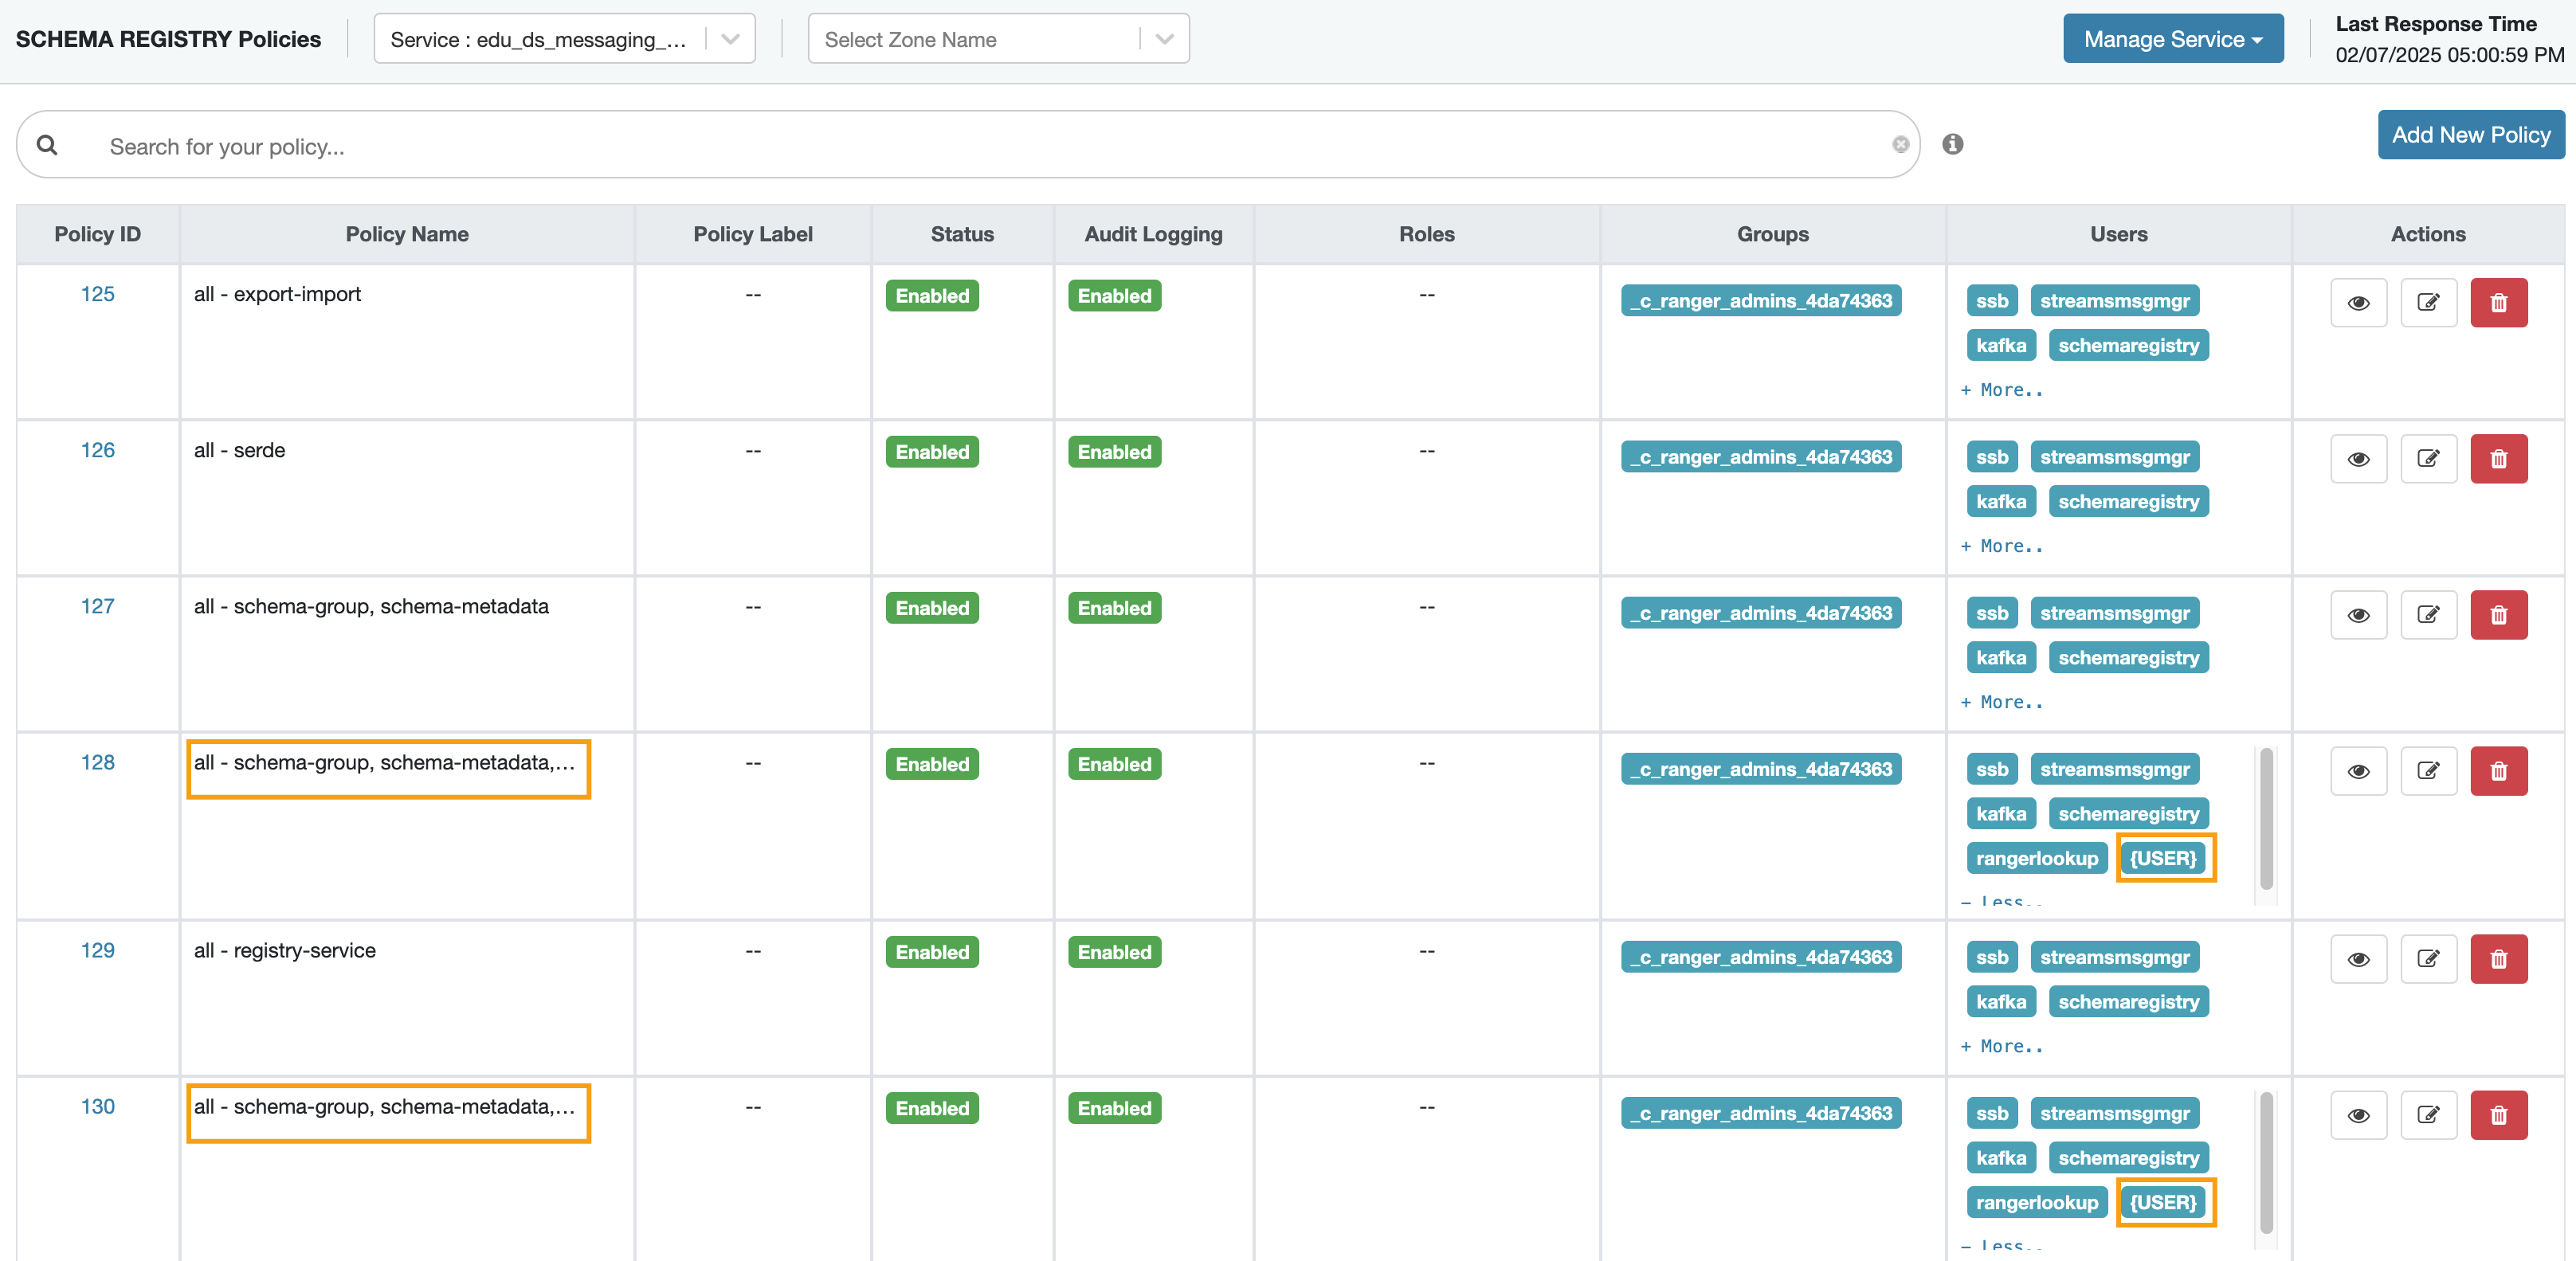 SCHEMA REGISTRY Policies
Service : edu_ds_messaging_...
Select Zone Name
Manage Service
Last Response Time
02/07/2025 05:00:59 PM
Search for your policy...
Add New Policy
Policy ID Policy Name Policy Label Status Audit Logging Roles Groups Users Actions
125 all - export-import -- Enabled Enabled -- _c_ranger_admins_4da74363 ssb streamsmsgmgr
kafka schemaregistry
+ More..
126 all - serde -- Enabled Enabled -- _c_ranger_admins_4da74363 ssb streamsmsgmgr
kafka schemaregistry
+ More..
127 all - schema-group, schema-metadata -- Enabled Enabled -- _c_ranger_admins_4da74363 ssb streamsmsgmgr
kafka schemaregistry
+ More..
128 all - schema-group, schema-metadata,... -- Enabled Enabled -- _c_ranger_admins_4da74363 ssb streamsmsgmgr
kafka schemaregistry
rangerlookup {USER}
- Less..
129 all - registry-service -- Enabled Enabled -- _c_ranger_admins_4da74363 ssb streamsmsgmgr
kafka schemaregistry
+ More..
130 all - schema-group, schema-metadata,... -- Enabled Enabled -- _c_ranger_admins_4da74363 ssb streamsmsgmgr
kafka schemaregistry
rangerlookup {USER}
- Less..